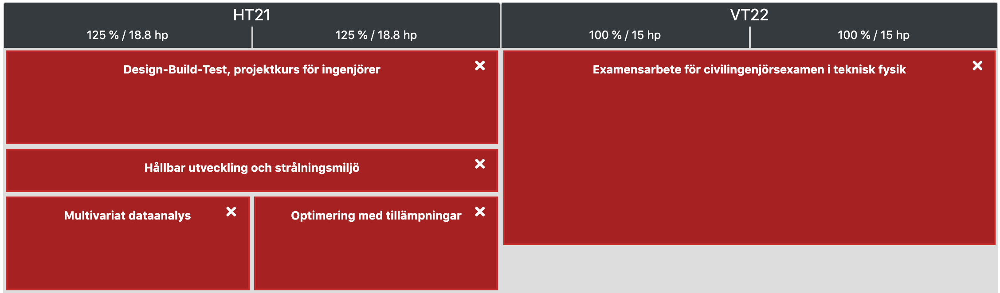 HT21
125 % / 18.8 hp
125 % / 18.8 hp
VT22
100 % / 15 hp
100 % / 15 hp
Design-Build-Test, projektkurs för ingenjörer
Examensarbete för civilingenjörsexamen i teknisk fysik
Hållbar utveckling och strålningsmiljö
Multivariat dataanalys
Optimering med tillämpningar